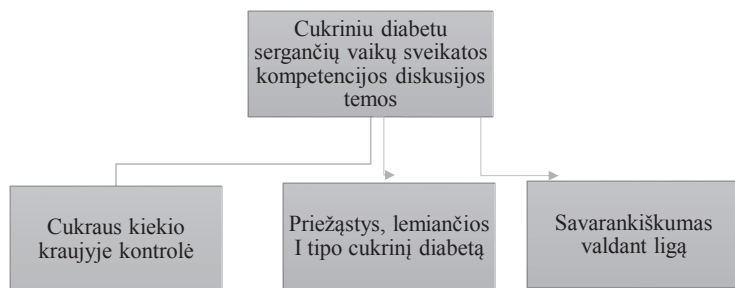 Cukriniu diabetu
sergančių vaikų sveikatos
kompetencijos diskusijos
temos
Cukraus kiekio
kraujyje kontrolė
Priežąstys, lemiančios
I tipo cukrinį diabetą
Savarankiškumas
valdant ligą